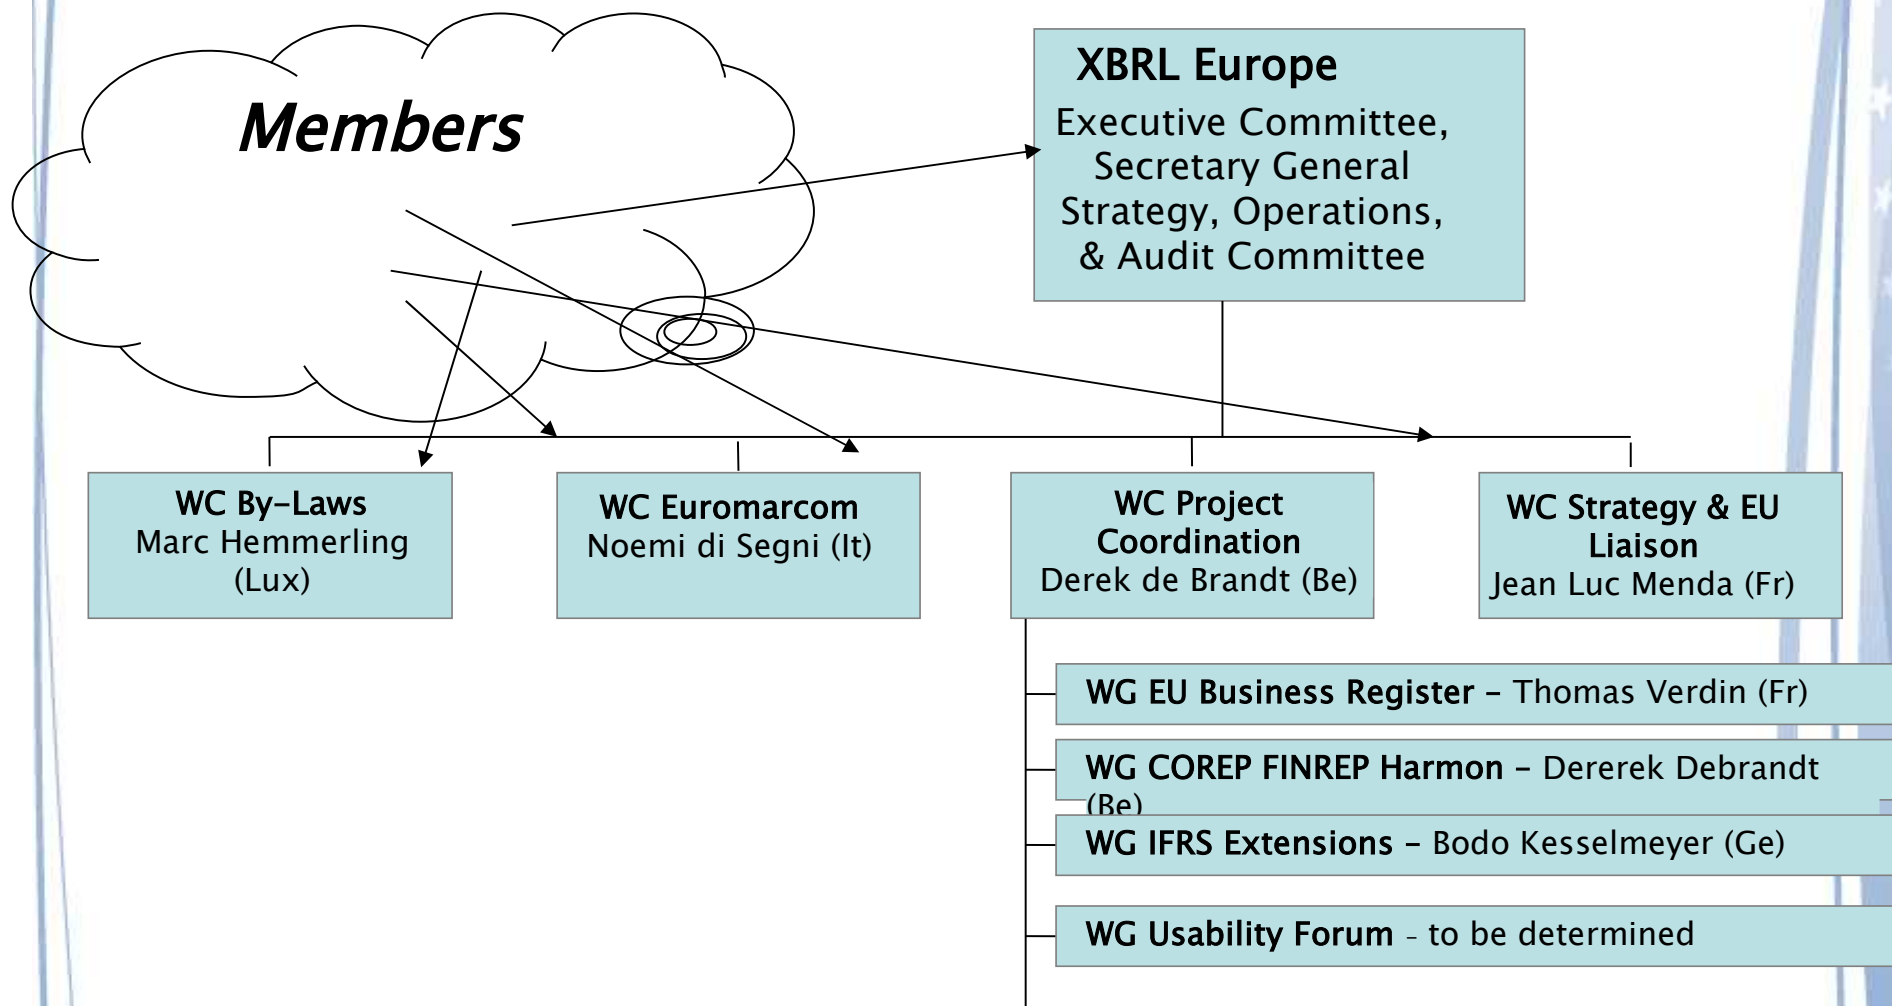 Members
XBRL Europe
Executive Committee,
Secretary General
Strategy, Operations,
& Audit Committee
WC By-Laws
Marc Hemmerling
(Lux)
WC Euromarcom
Noemi di Segni (It)
WC Project
Coordination
Derek de Brandt (Be)
WC Strategy & EU
Liaison
Jean Luc Menda (Fr)
WG EU Business Register – Thomas Verdin (Fr)
WG COREP FINREP Harmon – Dererek Debrandt
(Be)
WG IFRS Extensions – Bodo Kesselmeyer (Ge)
WG Usability Forum - to be determined